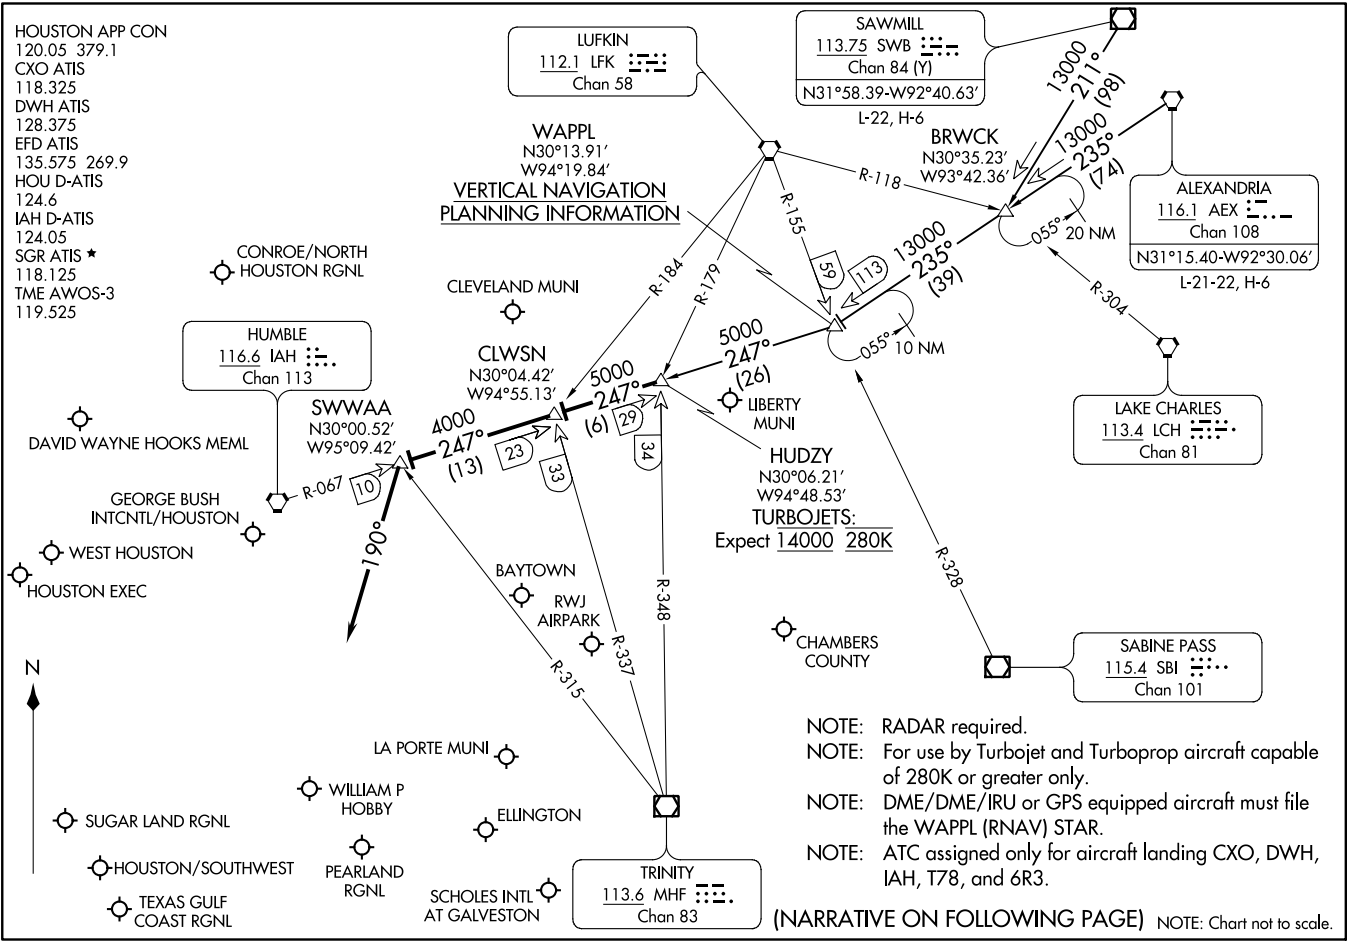 HOUSTON APP CON
120.05 379.1
CXO ATIS
118.325
DWH ATIS
128.375
EFD ATIS
135.575 269.9
HOU D-ATIS
124.6
IAH D-ATIS
124.05
SGR ATIS ★
118.125
TME AWOS-3
119.525
LUFKIN
112.1 LFK
Chan 58
SAWMILL
113.75 SWB
Chan 84 (Y)
N31°58.39-W92°40.63′
L-22, H-6
13000
211°
(98)
13000
235°
(74)
ALEXANDRIA
116.1 AEX
Chan 108
N31°15.40-W92°30.06′
L-21-22, H-6
BRWCK
N30°35.23′
W93°42.36′
WAPPL
N30°13.91′
W94°19.84′
VERTICAL NAVIGATION
PLANNING INFORMATION
R-118
R-155
R-179
R-184
59
113
13000
235°
(39)
055°
20 NM
055°
10 NM
R-304
LAKE CHARLES
113.4 LCH
Chan 81
CONROE/NORTH
HOUSTON RGNL
CLEVELAND MUNI
HUMBLE
116.6 IAH
Chan 113
CLWSN
N30°04.42′
W94°55.13′
5000
247°
(26)
5000
247°
(6)
29
LIBERTY
MUNI
SWWAA
N30°00.52′
W95°09.42′
4000
247°
(13)
23
33
34
R-067
10
HUDZY
N30°06.21′
W94°48.53′
TURBOJETS:
Expect 14000 280K
DAVID WAYNE HOOKS MEML
GEORGE BUSH
INTCNTL/HOUSTON
WEST HOUSTON
HOUSTON EXEC
190°
BAYTOWN
RWJ
AIRPARK
R-315
R-337
R-348
R-328
CHAMBERS
COUNTY
SABINE PASS
115.4 SBI
Chan 101
N
LA PORTE MUNI
WILLIAM P
HOBBY
ELLINGTON
SUGAR LAND RGNL
HOUSTON/SOUTHWEST
PEARLAND
RGNL
TEXAS GULF
COAST RGNL
SCHOLES INTL
AT GALVESTON
TRINITY
113.6 MHF
Chan 83
NOTE: RADAR required.
NOTE: For use by Turbojet and Turboprop aircraft capable
of 280K or greater only.
NOTE: DME/DME/IRU or GPS equipped aircraft must file
the WAPPL (RNAV) STAR.
NOTE: ATC assigned only for aircraft landing CXO, DWH,
IAH, T78, and 6R3.
(NARRATIVE ON FOLLOWING PAGE) NOTE: Chart not to scale.